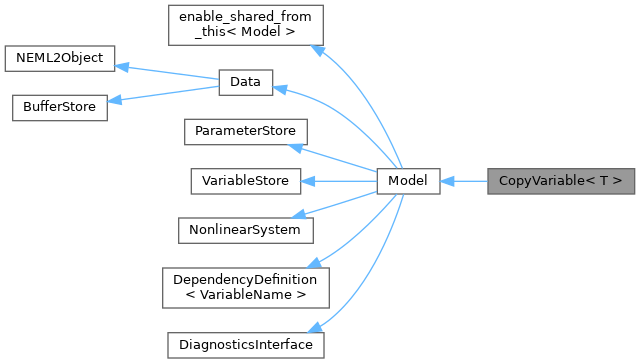 enable_shared_from
_this< Model >
NEML2Object
Data
BufferStore
ParameterStore
VariableStore
Model
CopyVariable< T >
NonlinearSystem
DependencyDefinition
< VariableName >
DiagnosticsInterface